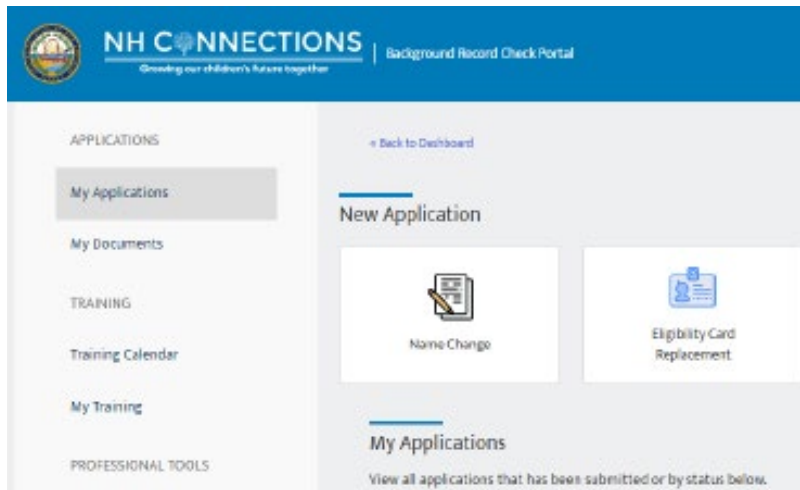 NH CONNECTIONS
Growing our children's future together
Background Record Check Portal
APPLICATIONS
My Applications
My Documents
TRAINING
Training Calendar
My Training
PROFESSIONAL TOOLS
« Back to Dashboard
New Application
Name Change
Eligibility Card
Replacement
My Applications
View all applications that has been submitted or by status below.